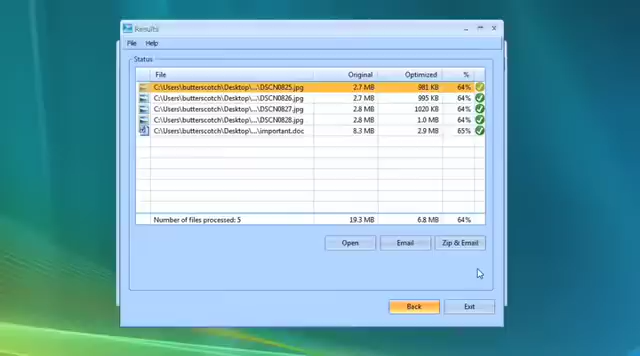 Results
File Help
Status
File Original Optimized %
C:\Users\butterscotch\Desktop\...\DSCN0825.jpg 2.7 MB 981 KB 64%
C:\Users\butterscotch\Desktop\...\DSCN0826.jpg 2.7 MB 995 KB 64%
C:\Users\butterscotch\Desktop\...\DSCN0827.jpg 2.8 MB 1020 KB 64%
C:\Users\butterscotch\Desktop\...\DSCN0828.jpg 2.8 MB 1.0 MB 64%
C:\Users\butterscotch\Desktop\...\important.doc 8.3 MB 2.9 MB 65%
Number of files processed: 5 19.3 MB 6.8 MB 64%
Open Email Zip & Email
Back Exit